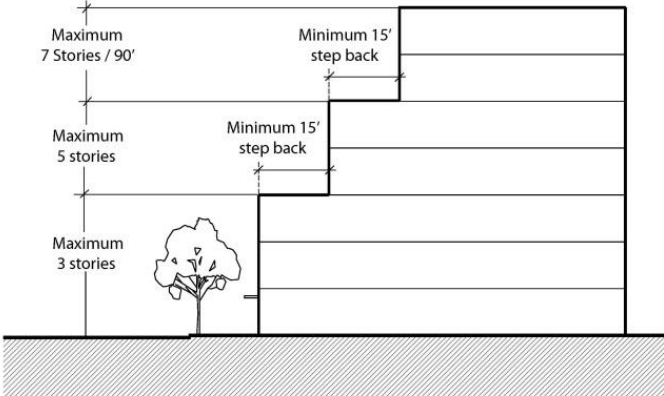 Maximum
7 Stories / 90’
Minimum 15’
step back
Maximum
5 stories
Minimum 15’
step back
Maximum
3 stories